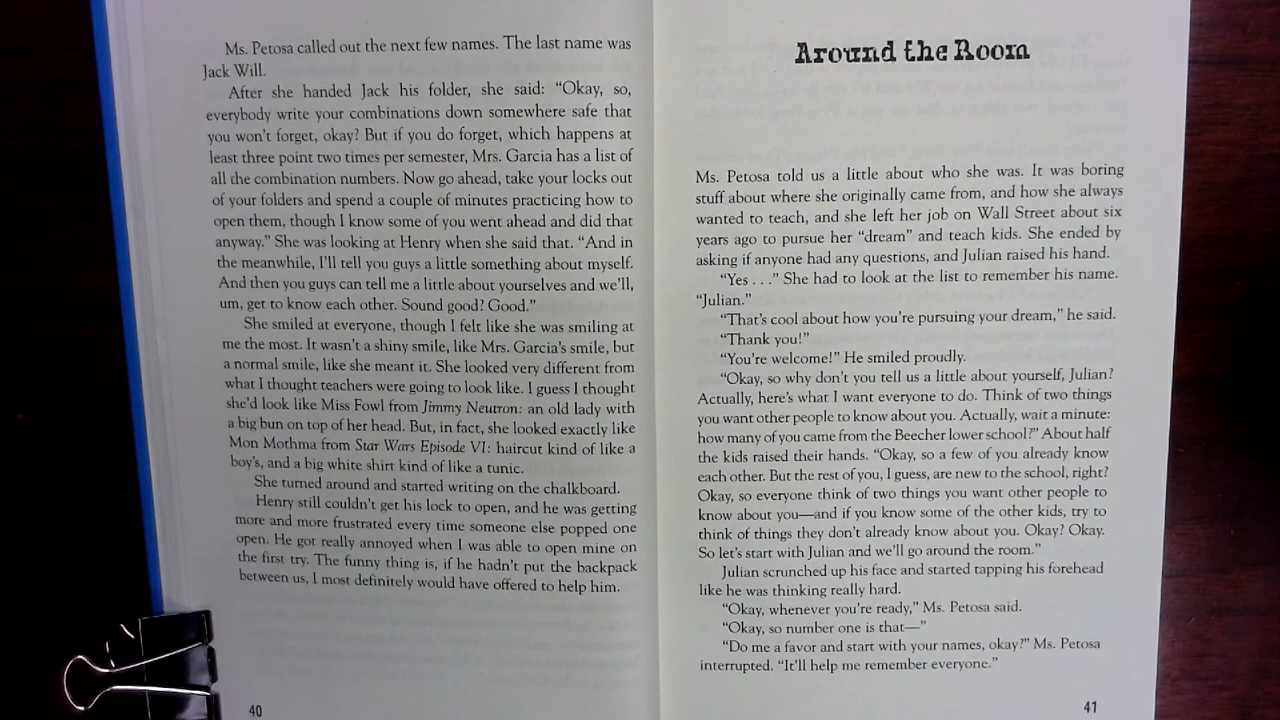 Ms. Petosa called out the next few names. The last name was
Jack Will.
After she handed Jack his folder, she said: “Okay, so,
everybody write your combinations down somewhere safe that
you won’t forget, okay? But if you do forget, which happens at
least three point two times per semester, Mrs. Garcia has a list of
all the combination numbers. Now go ahead, take your locks out
of your folders and spend a couple of minutes practicing how to
open them, though I know some of you went ahead and did that
anyway.” She was looking at Henry when she said that. “And in
the meanwhile, I’ll tell you guys a little something about myself.
And then you guys can tell me a little about yourselves and we’ll,
um, get to know each other. Sound good? Good.”
She smiled at everyone, though I felt like she was smiling at
me the most. It wasn’t a shiny smile, like Mrs. Garcia’s smile, but
a normal smile, like she meant it. She looked very different from
what I thought teachers were going to look like. I guess I thought
she’d look like Miss Fowl from Jimmy Neutron: an old lady with
a big bun on top of her head. But, in fact, she looked exactly like
Mon Mothma from Star Wars Episode VI: haircut kind of like a
boy’s, and a big white shirt kind of like a tunic.
She turned around and started writing on the chalkboard.
Henry still couldn’t get his lock to open, and he was getting
more and more frustrated every time someone else popped one
open. He got really annoyed when I was able to open mine on
the first try. The funny thing is, if he hadn’t put the backpack
between us, I most definitely would have offered to help him.
40
Around the Room
Ms. Petosa told us a little about who she was. It was boring
stuff about where she originally came from, and how she always
wanted to teach, and she left her job on Wall Street about six
years ago to pursue her “dream” and teach kids. She ended by
asking if anyone had any questions, and Julian raised his hand.
“Yes . . .” She had to look at the list to remember his name.
“Julian.”
“That’s cool about how you’re pursuing your dream,” he said.
“Thank you!”
“You’re welcome!” He smiled proudly.
“Okay, so why don’t you tell us a little about yourself, Julian?
Actually, here’s what I want everyone to do. Think of two things
you want other people to know about you. Actually, wait a minute:
how many of you came from the Beecher lower school?” About half
the kids raised their hands. “Okay, so a few of you already know
each other. But the rest of you, I guess, are new to the school, right?
Okay, so everyone think of two things you want other people to
know about you—and if you know some of the other kids, try to
think of things they don’t already know about you. Okay? Okay.
So let’s start with Julian and we’ll go around the room.”
Julian scrunched up his face and started tapping his forehead
like he was thinking really hard.
“Okay, whenever you’re ready,” Ms. Petosa said.
“Okay, so number one is that—”
“Do me a favor and start with your names, okay?” Ms. Petosa
interrupted. “It’ll help me remember everyone.”
41